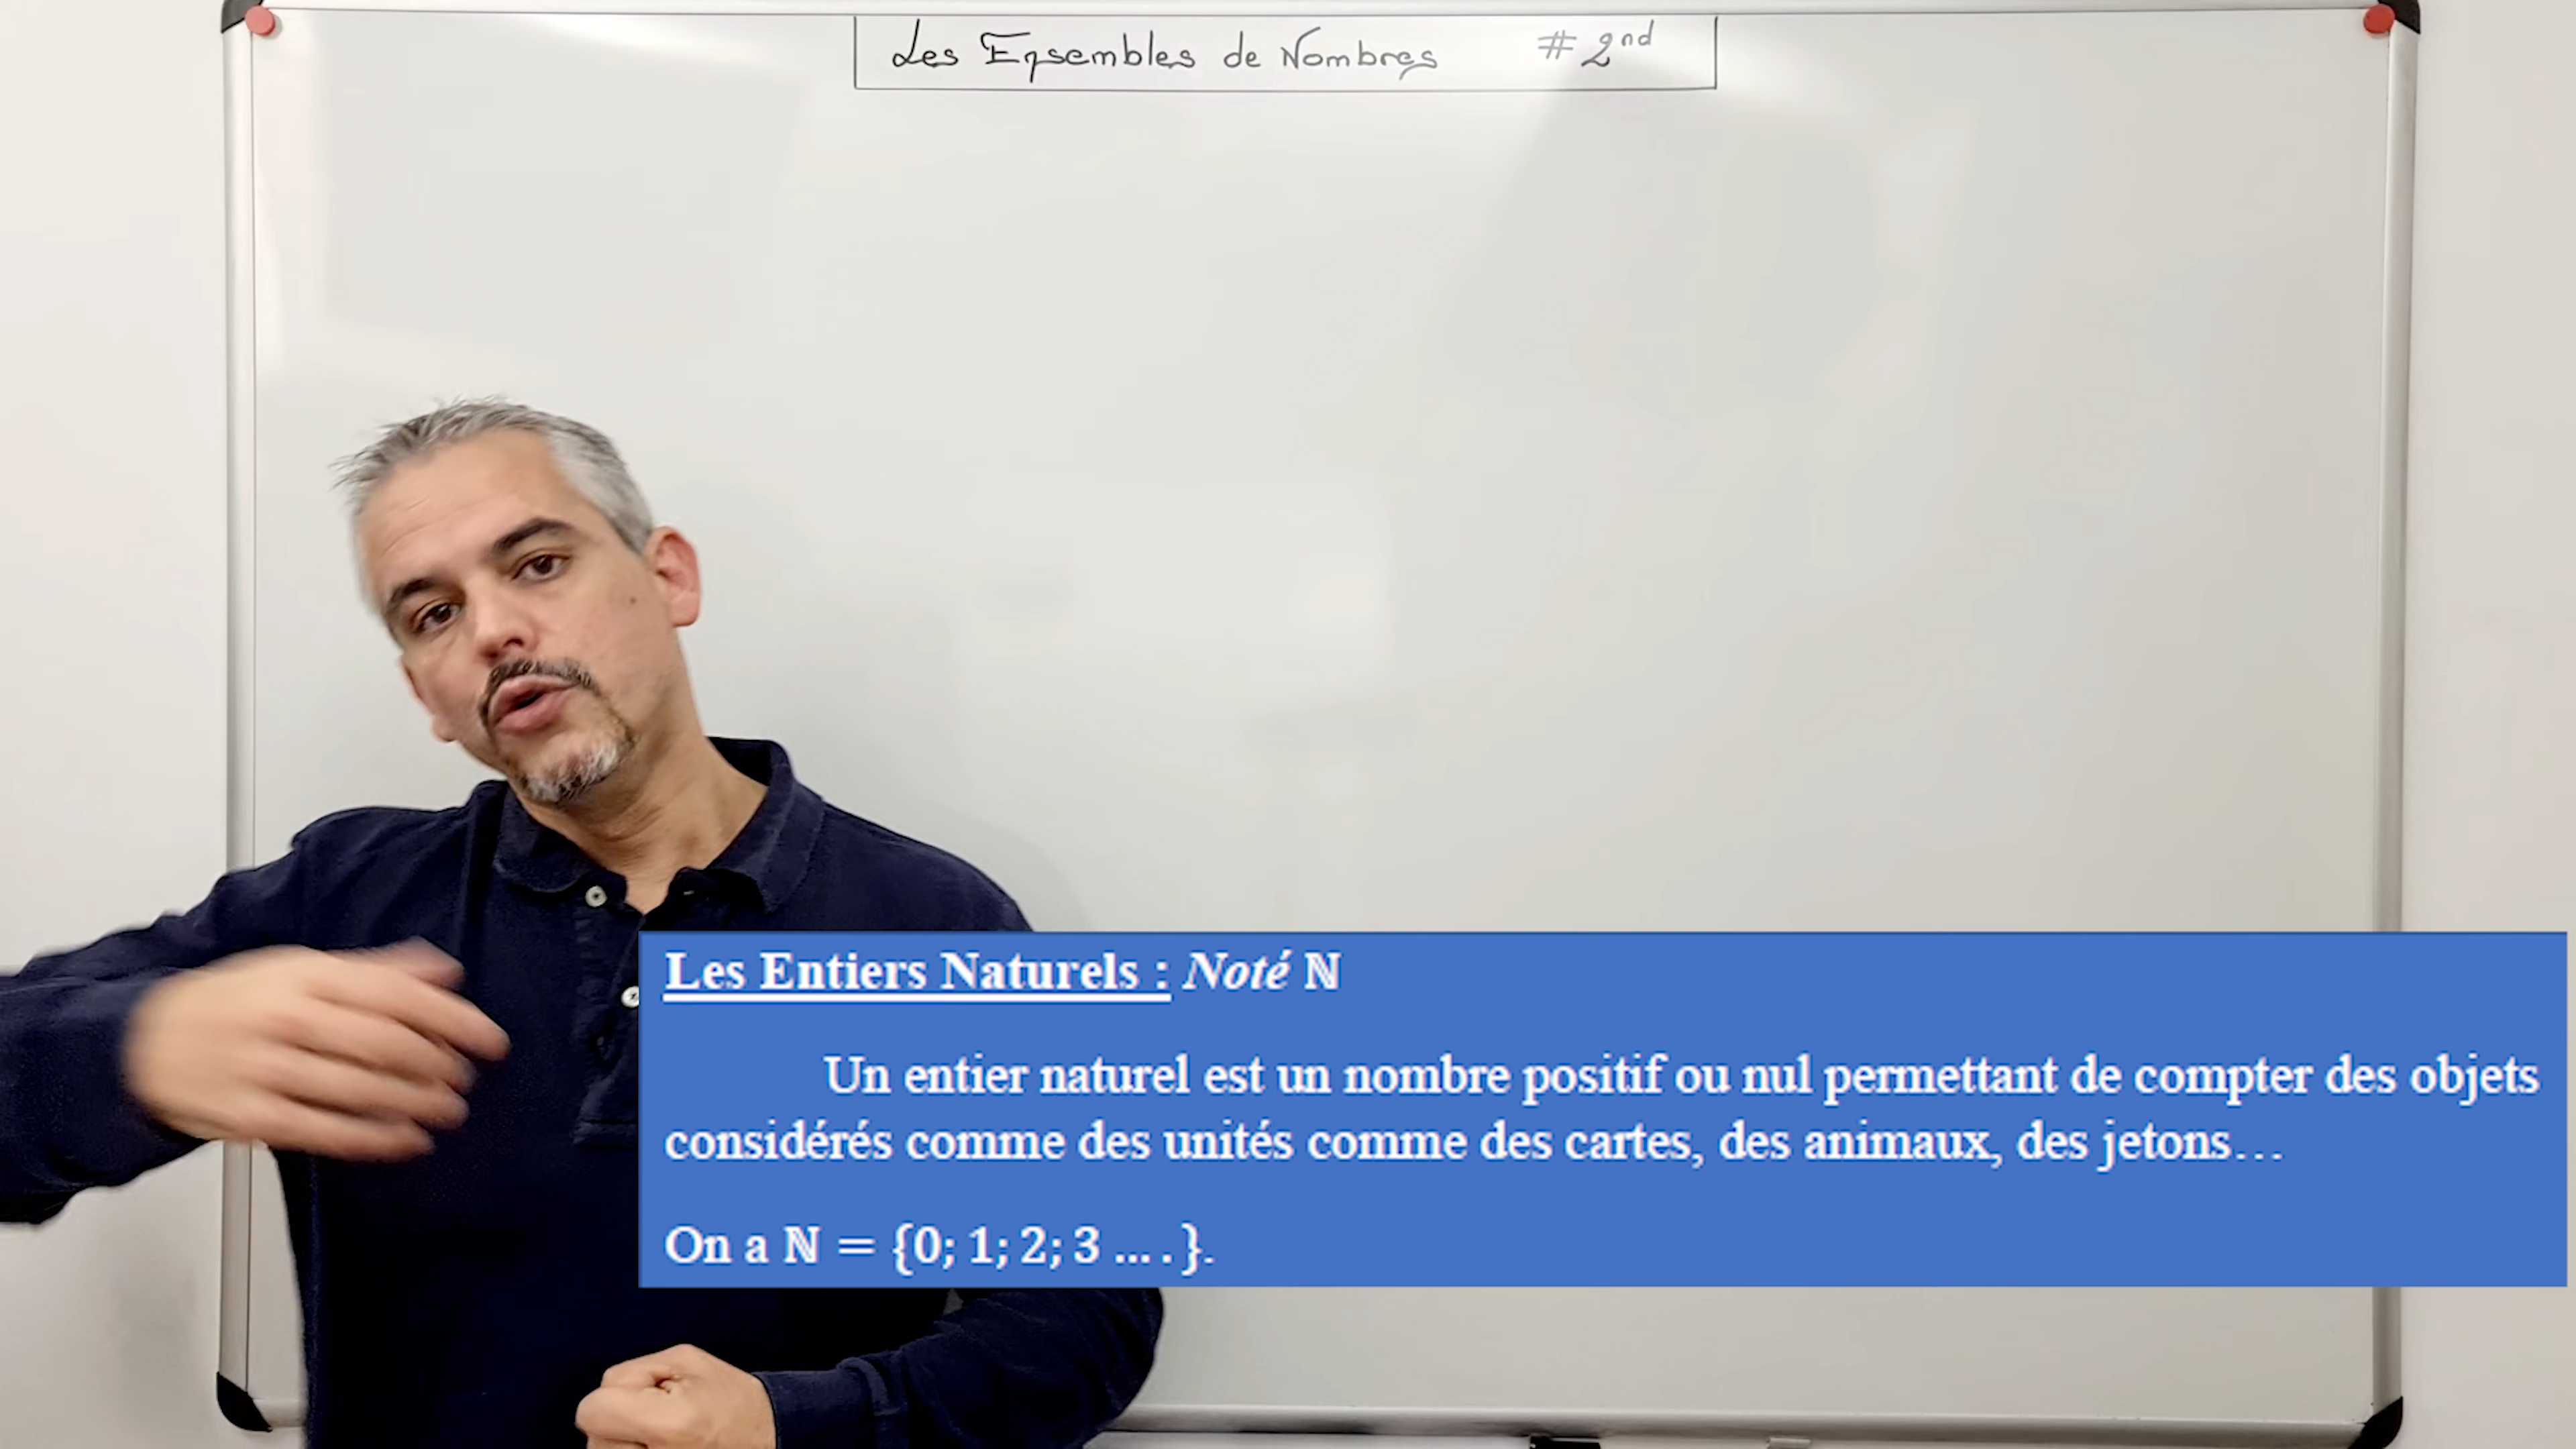 Les Ensembles de Nombres # 2nd
Les Entiers Naturels : Noté ℕ
Un entier naturel est un nombre positif ou nul permettant de compter des objets
considérés comme des unités comme des cartes, des animaux, des jetons…
On a ℕ = {0; 1; 2; 3 … . }.